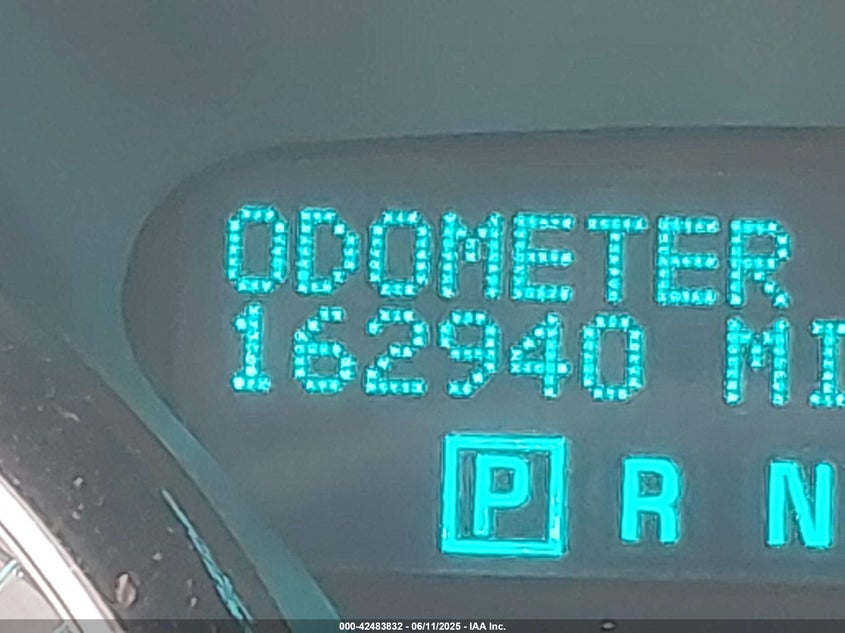 ODOMETER
162940 MI
P R N
000-42483832 - 06/11/2025 - IAA Inc.